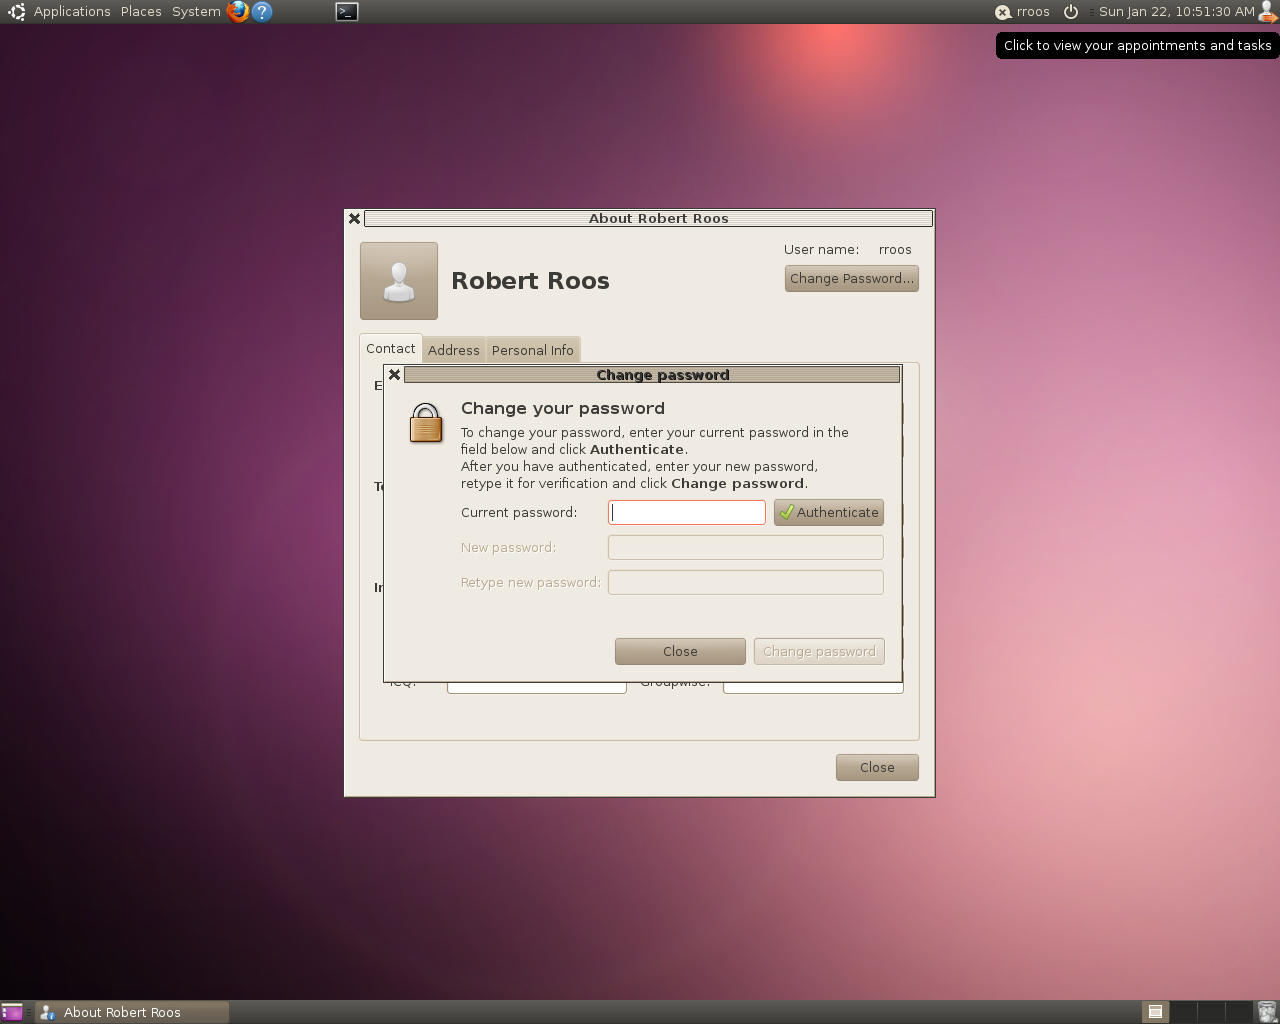 Applications Places System
rroos
Sun Jan 22, 10:51:30 AM
Click to view your appointments and tasks
About Robert Roos
User name: rroos
Robert Roos
Change Password...
Contact Address Personal Info
Change password
Change your password
To change your password, enter your current password in the
field below and click Authenticate.
After you have authenticated, enter your new password,
retype it for verification and click Change password.
Current password:
Authenticate
New password:
Retype new password:
Close
Change password
Close
About Robert Roos